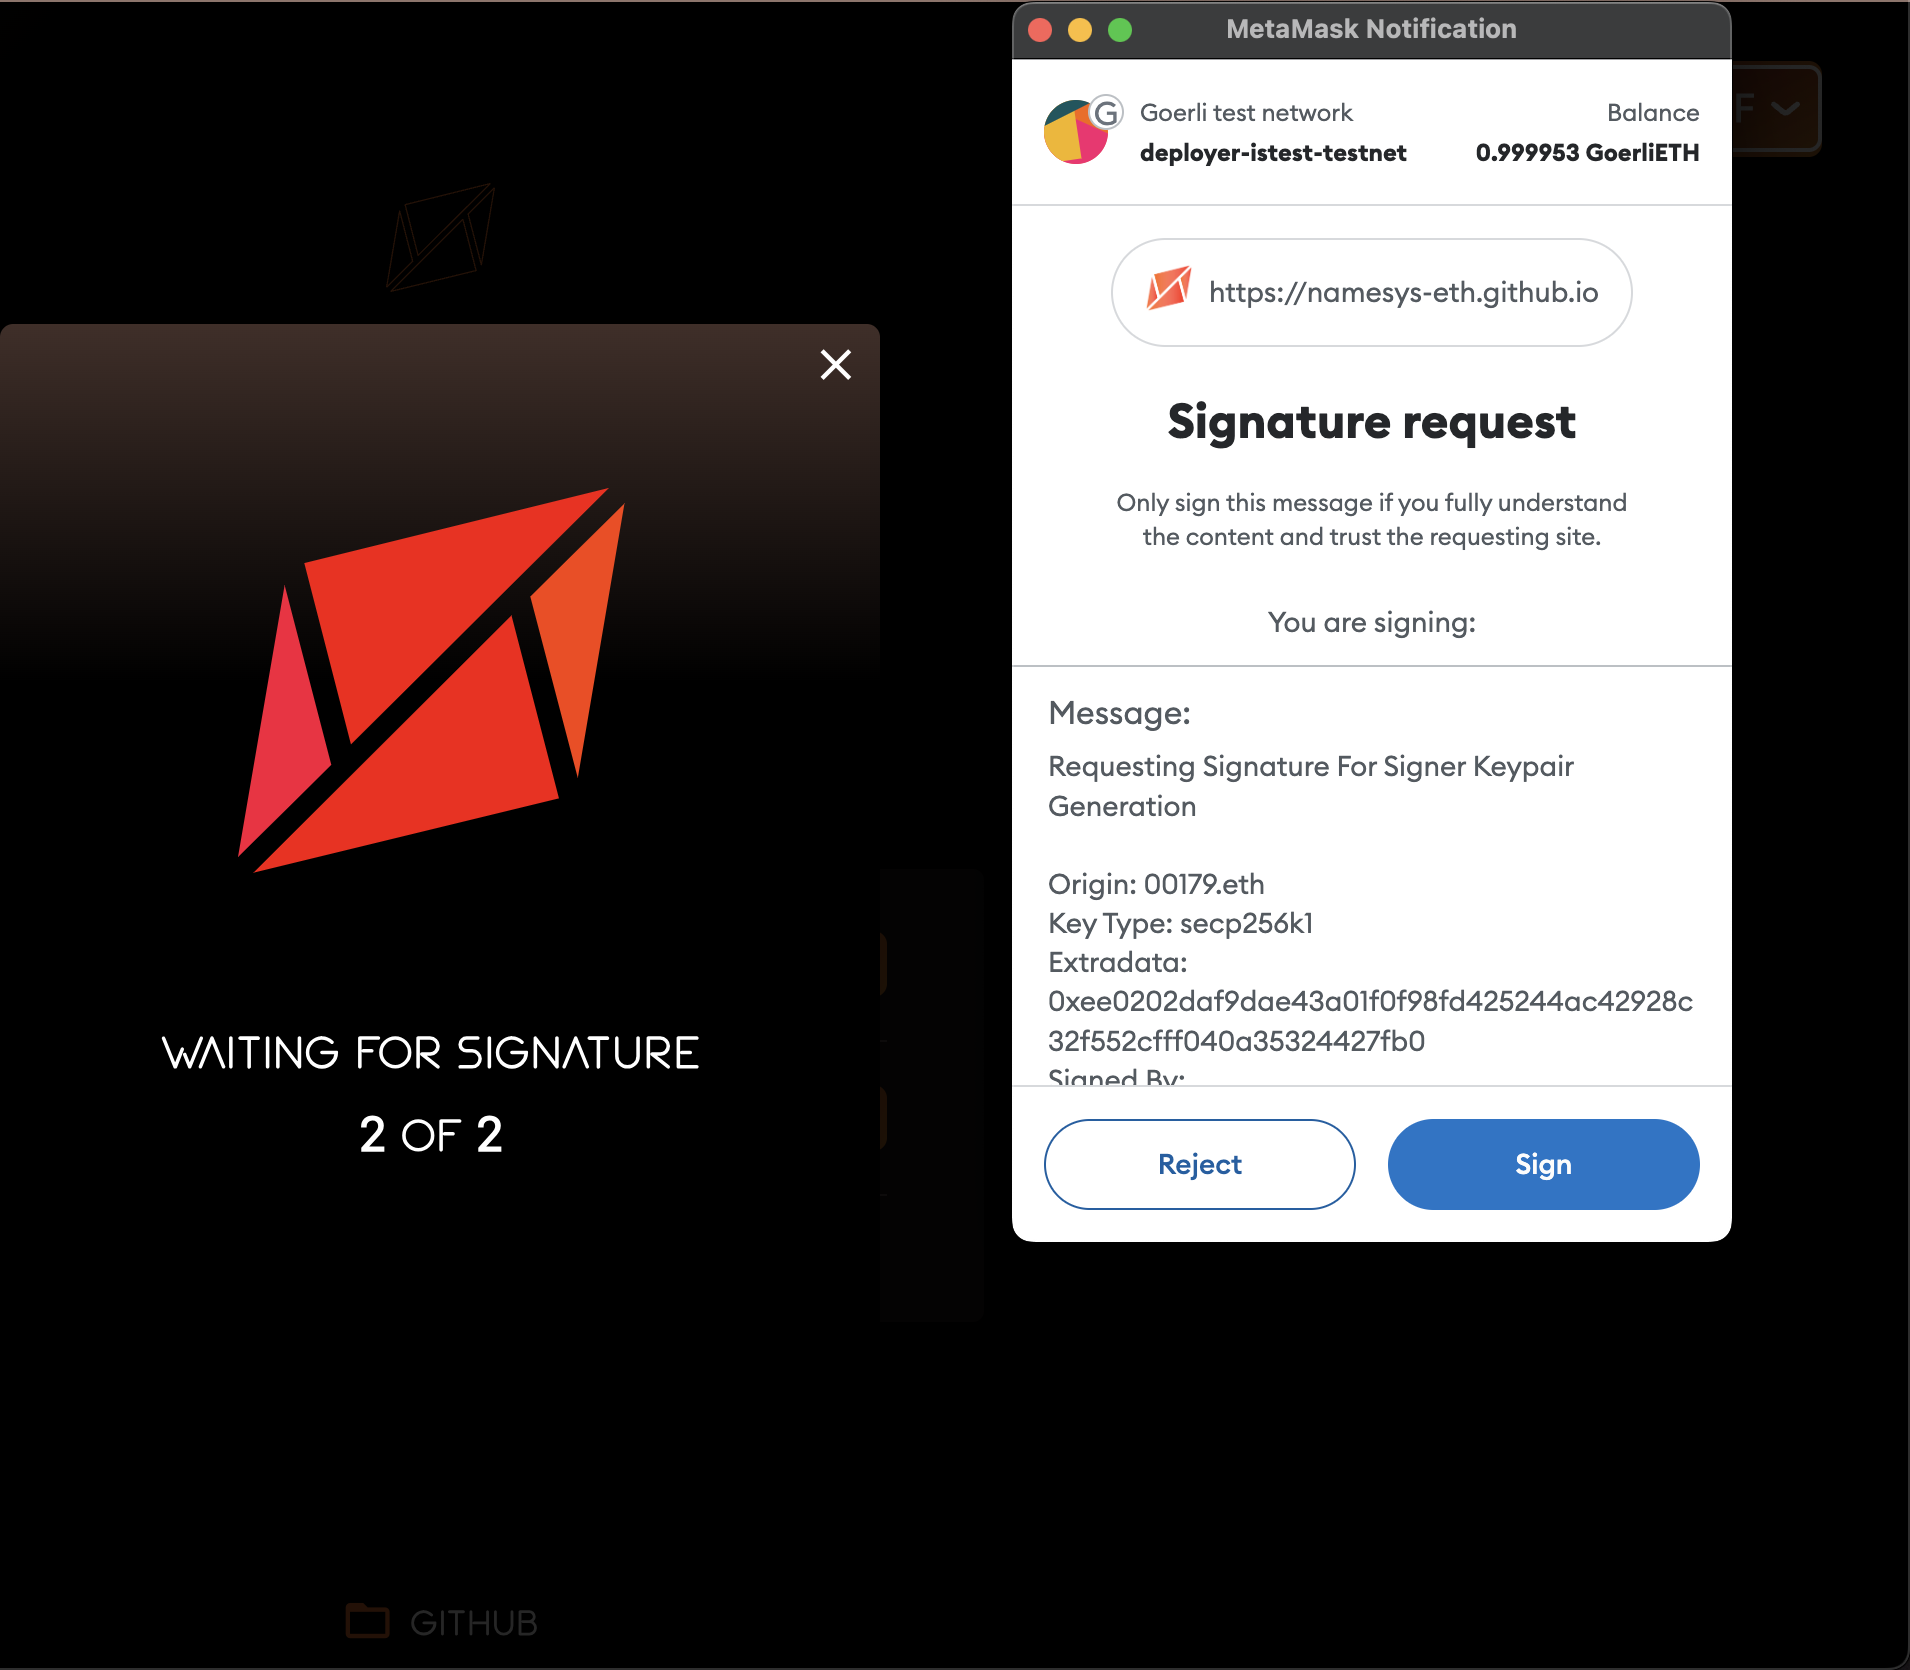 MetaMask Notification
G
Goerli test network
Balance
deployer-istest-testnet
0.999953 GoerliETH
F
https://namesys-eth.github.io
Signature request
Only sign this message if you fully understand
the content and trust the requesting site.
You are signing:
Message:
Requesting Signature For Signer Keypair
Generation
Origin: 00179.eth
Key Type: secp256k1
Extradata:
0xee0202daf9dae43a01f0f98fd425244ac42928c
32f552cfff040a35324427fb0
Signed By:
Reject
Sign
WAITING FOR SIGNATURE
2 OF 2
GITHUB